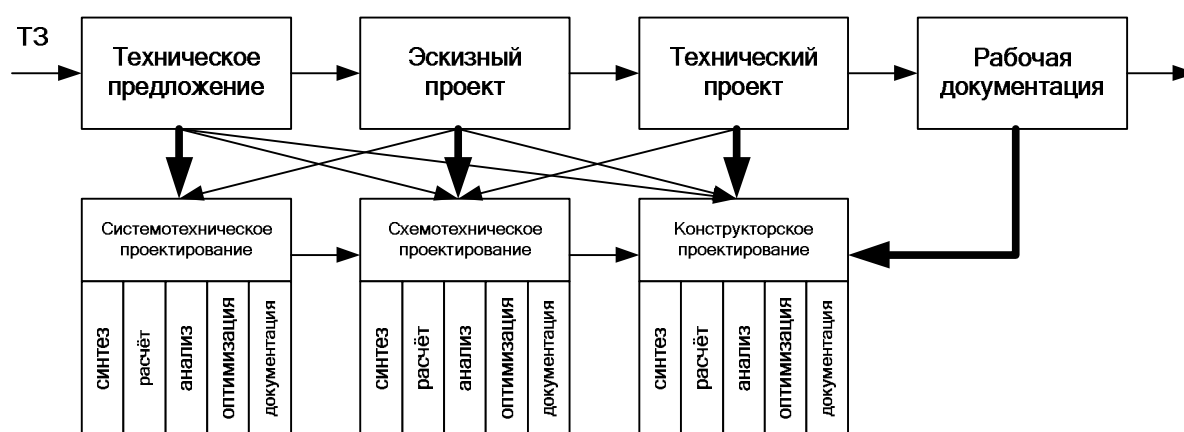 ТЗ
Техническое
предложение
Эскизный
проект
Технический
проект
Рабочая
документация
Системотехническое
проектирование
Схемотехническое
проектирование
Конструкторское
проектирование
синтез
расчёт
анализ
оптимизация
документация
синтез
расчёт
анализ
оптимизация
документация
синтез
расчёт
анализ
оптимизация
документация